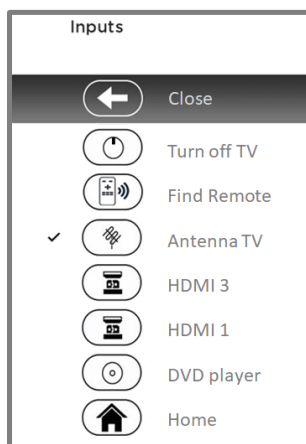 Inputs
Close
Turn off TV
Find Remote
Antenna TV
HDMI 3
HDMI 1
DVD player
Home